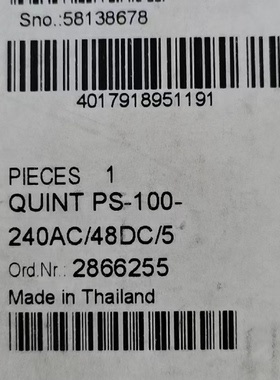 Sno.:58138678
4017918951191
PIECES 1
QUINT PS-100-
240AC/48DC/5
Ord.Nr.: 2866255
Made in Thailand